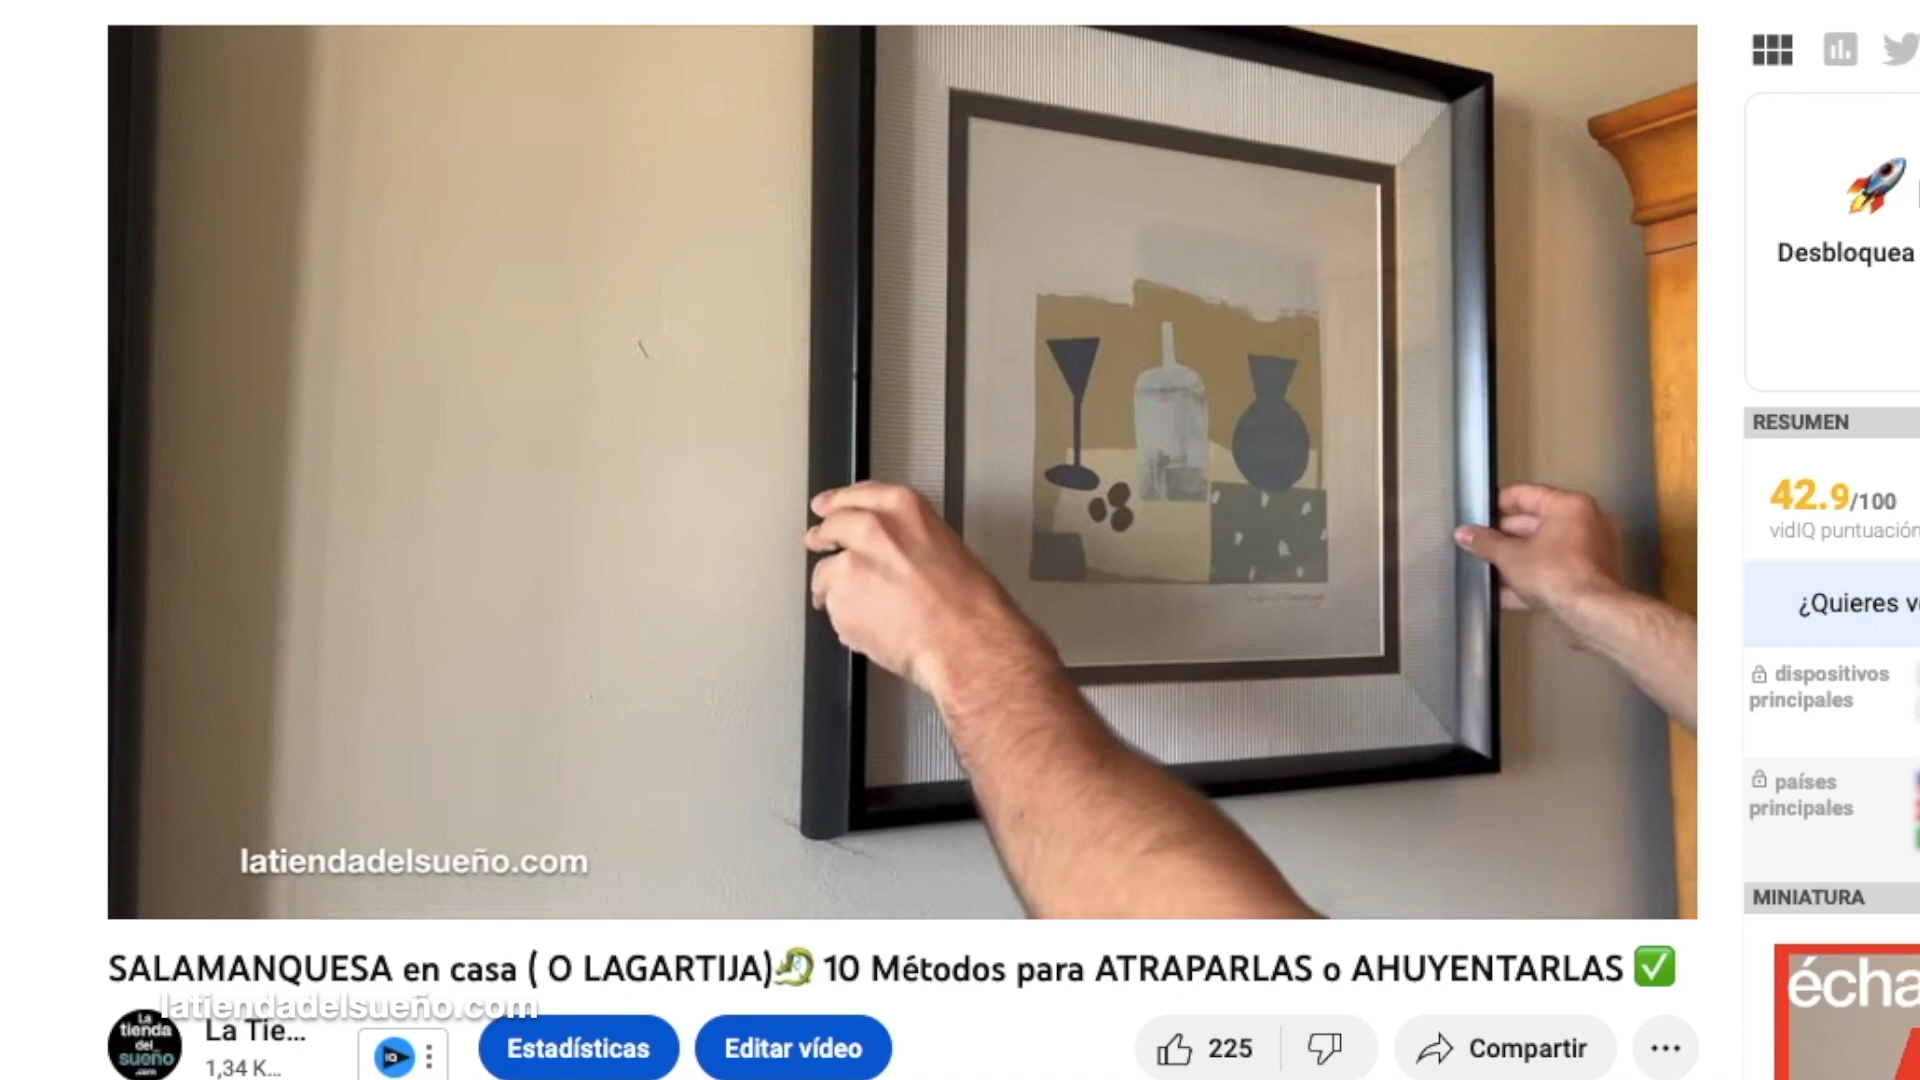 latiendadelsueño.com
SALAMANQUESA en casa ( O LAGARTIJA) 10 Métodos para ATRAPARLAS o AHUYENTARLAS
latiendadelsueño.com
La
tienda
del
sueño
.com
La Tie...
1,34 K...
IQ
Estadísticas
Editar vídeo
225
Compartir
Desbloquea
RESUMEN
42.9/100
vidIQ puntuación
¿Quieres v
dispositivos
principales
países
principales
MINIATURA
écha